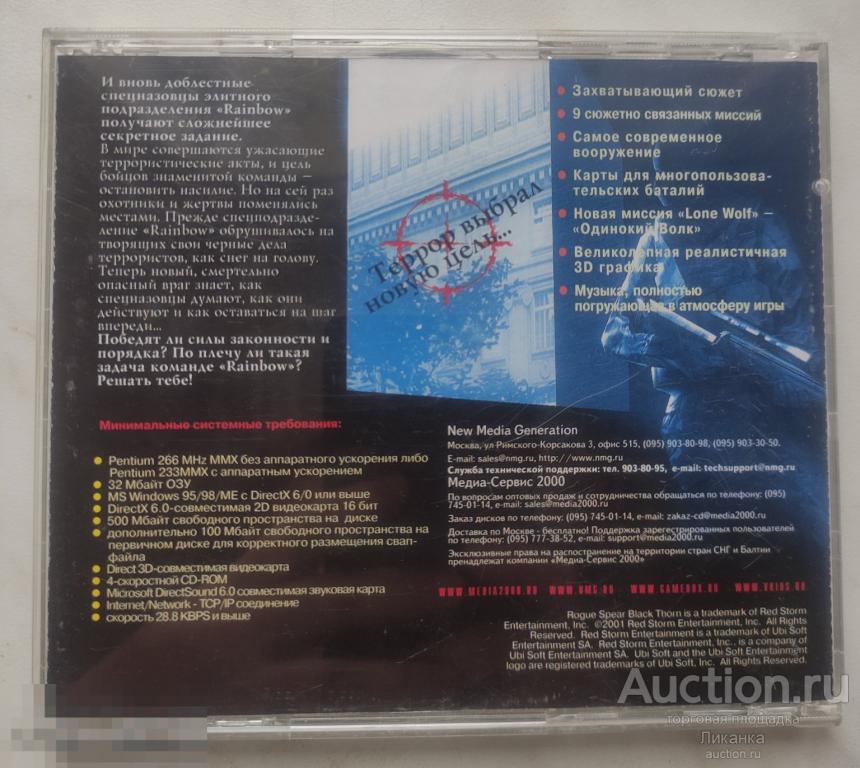 И вновь доблестные
спецназовцы элитного
подразделения «Rainbow»
получают сложнейшее
секретное задание.
В мире совершаются ужасающие
террористические акты, и цель
бойцов знаменитой команды –
остановить насилие. Но на сей раз
охотники и жертвы поменялись
местами. Прежде спецподразде-
ление «Rainbow» обрушивалось на
творящих свои черные дела
террористов, как снег на голову.
Теперь новый, смертельно
опасный враг знает, как
спецназовцы думают, как они
действуют и как оставаться на шаг
впереди...
Победят ли силы законности и
порядка? По плечу ли такая
задача команде «Rainbow»?
Решать тебе!
Террор выбрал
новую цель...
Захватывающий сюжет
9 сюжетно связанных миссий
Самое современное
вооружение
Карты для многопользова-
тельских баталий
Новая миссия «Lone Wolf» –
«Одинокий Волк»
Великолепная реалистичная
3D графика
Музыка, полностью
погружающая в атмосферу игры
Минимальные системные требования:
Pentium 266 MHz MMX без аппаратного ускорения либо
Pentium 233MMX с аппаратным ускорением
32 Мбайт ОЗУ
MS Windows 95/98/ME с DirectX 6/0 или выше
DirectX 6.0-совместимая 2D видеокарта 16 бит
500 Мбайт свободного пространства на диске
дополнительно 100 Мбайт свободного пространства на
первичном диске для корректного размещения свап-
файла
Direct 3D-совместимая видеокарта
4-скоростной CD-ROM
Microsoft DirectSound 6.0 совместимая звуковая карта
Internet/Network - TCP/IP соединение
скорость 28.8 KBPS и выше
New Media Generation
Москва, ул Римского-Корсакова 3, офис 515, (095) 903-80-98, (095) 903-30-50.
E-mail: sales@nmg.ru, http://www.nmg.ru
Служба технической поддержки: тел. 903-80-95, e-mail: techsupport@nmg.ru
Медиа-Сервис 2000
По вопросам оптовых продаж и сотрудничества обращаться по телефону: (095)
745-01-14, e-mail: sales@media2000.ru
Заказ дисков по телефону: (095) 745-01-14, e-mail: zakaz-cd@media2000.ru
Доставка по Москве - бесплатно! Поддержка зарегестрированных пользователей
по телефону: (095) 777-38-52, e-mail: support@media2000.ru
Эксклюзивные права на распостранение на территории стран СНГ и Балтии
пренадлежат компании «Медиа-Сервис 2000»
WWW.MEDIA2000.RU WWW.NMG.RU WWW.GAMEBOX.RU WWW.VKIDS.RU
Rogue Spear Black Thorn is a trademark of Red Storm
Entertainment, Inc. ©2001 Red Storm Entertainment, Inc. All Rights
Reserved. Red Storm Entertainment is a trademark of Ubi Soft
Entertainment SA. Red Storm Entertainment, Inc., is a company of
Ubi Soft Entertainment SA. Ubi Soft and the Ubi Soft Entertainment
logo are registered trademarks of Ubi Soft, Inc. All Rights Reserved.
Auction.ru
торговая площадка
Ликанка
auction.ru